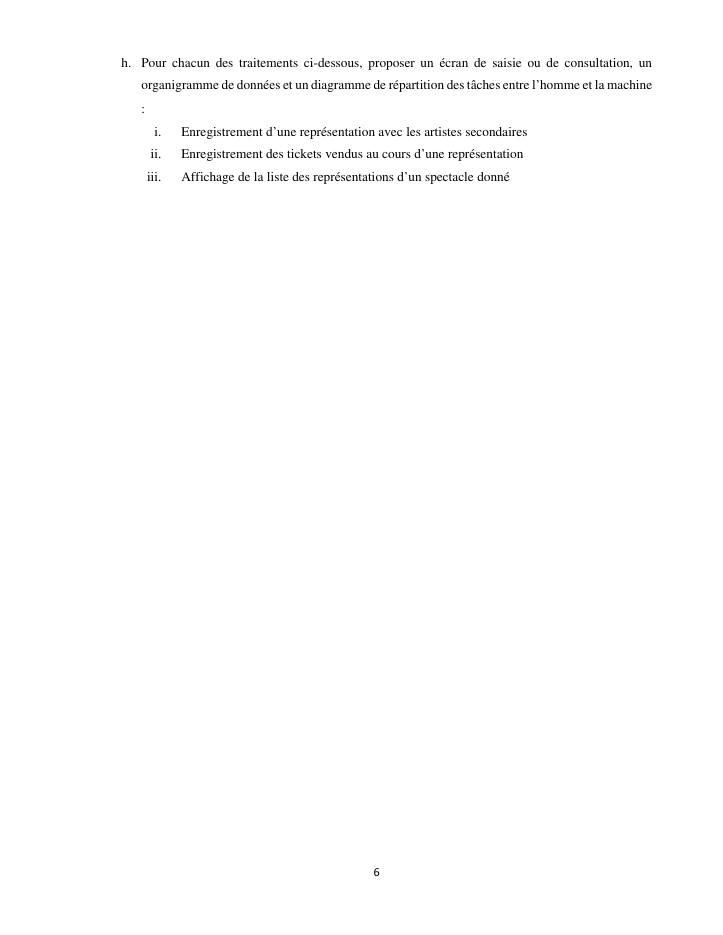 h. Pour chacun des traitements ci-dessous, proposer un écran de saisie ou de consultation, un
organigramme de données et un diagramme de répartition des tâches entre l’homme et la machine
:
i. Enregistrement d’une représentation avec les artistes secondaires
ii. Enregistrement des tickets vendus au cours d’une représentation
iii. Affichage de la liste des représentations d’un spectacle donné
6